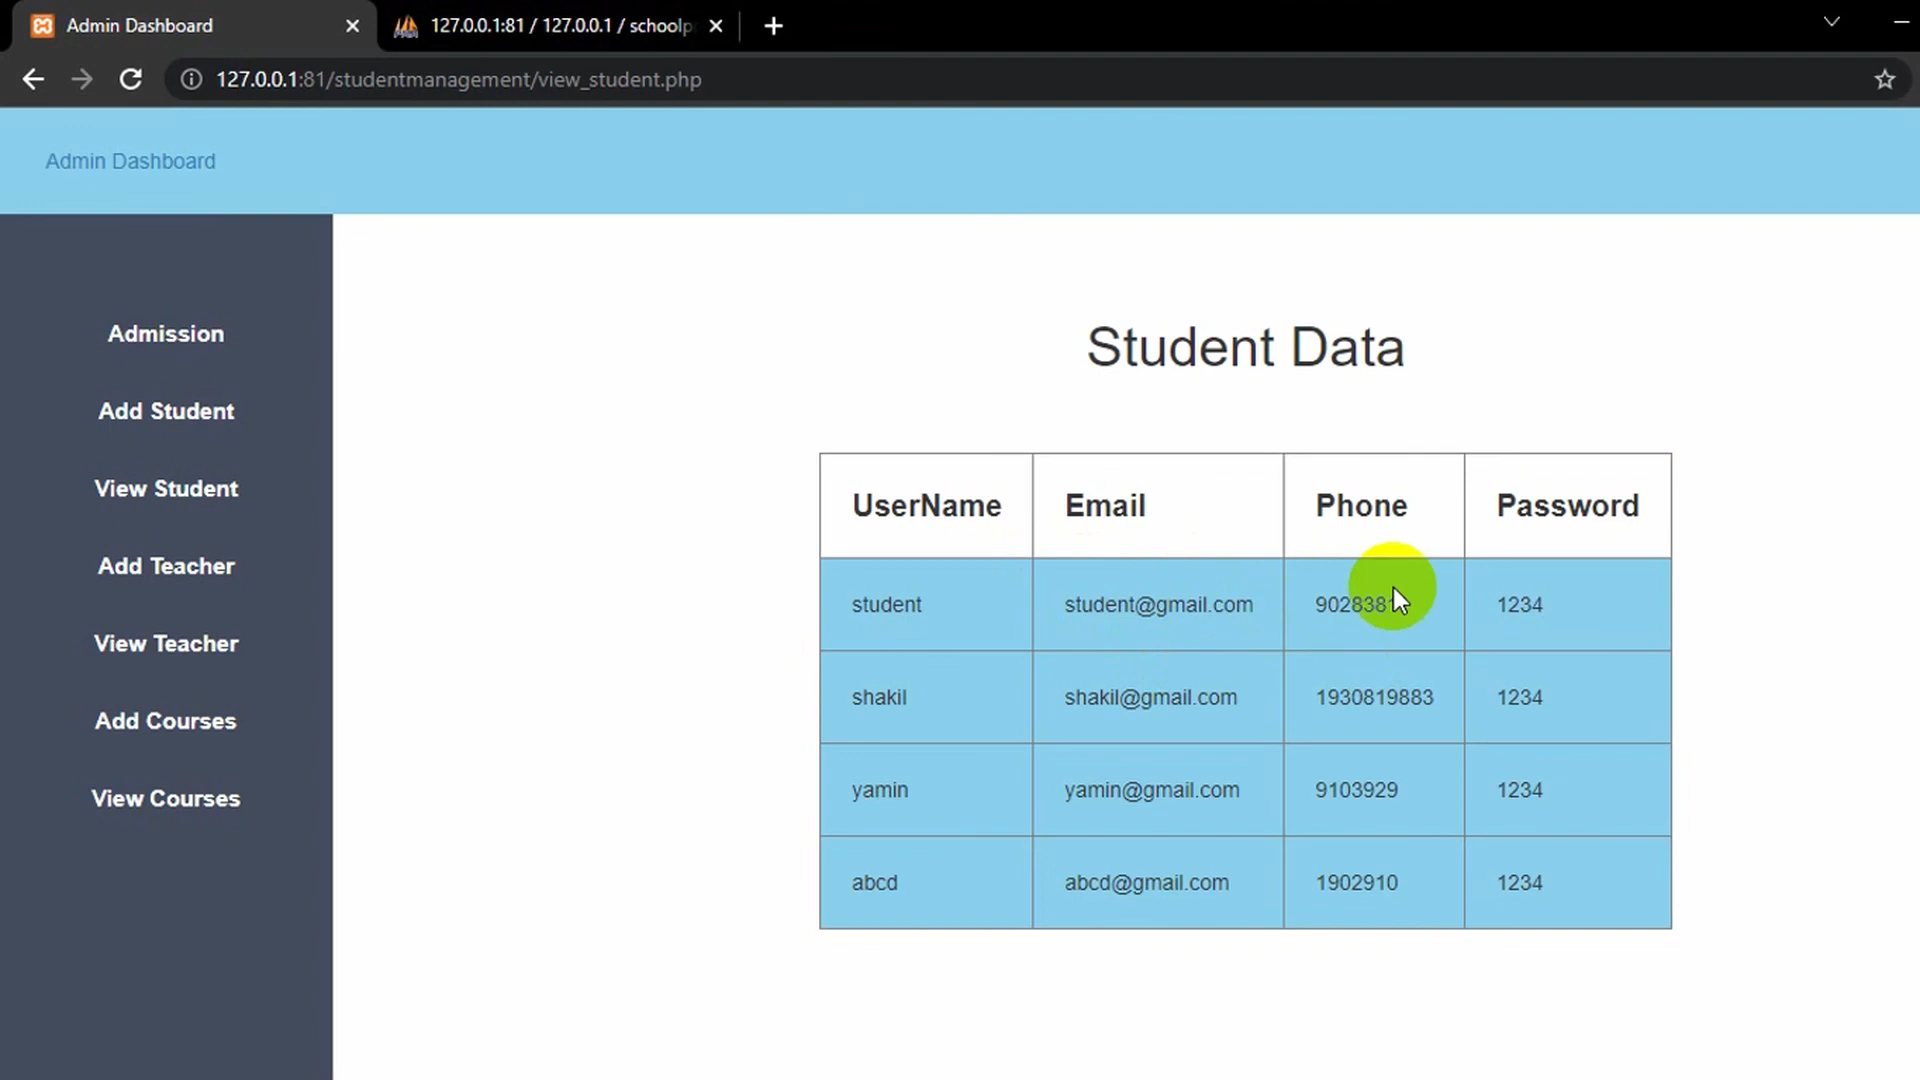 Admin Dashboard
127.0.0.1:81 / 127.0.0.1 / schoolp
127.0.0.1:81/studentmanagement/view_student.php
Admin Dashboard
Admission
Add Student
View Student
Add Teacher
View Teacher
Add Courses
View Courses
Student Data
UserName Email Phone Password
student student@gmail.com 1234
shakil shakil@gmail.com 1930819883 1234
yamin yamin@gmail.com 9103929 1234
abcd abcd@gmail.com 1902910 1234